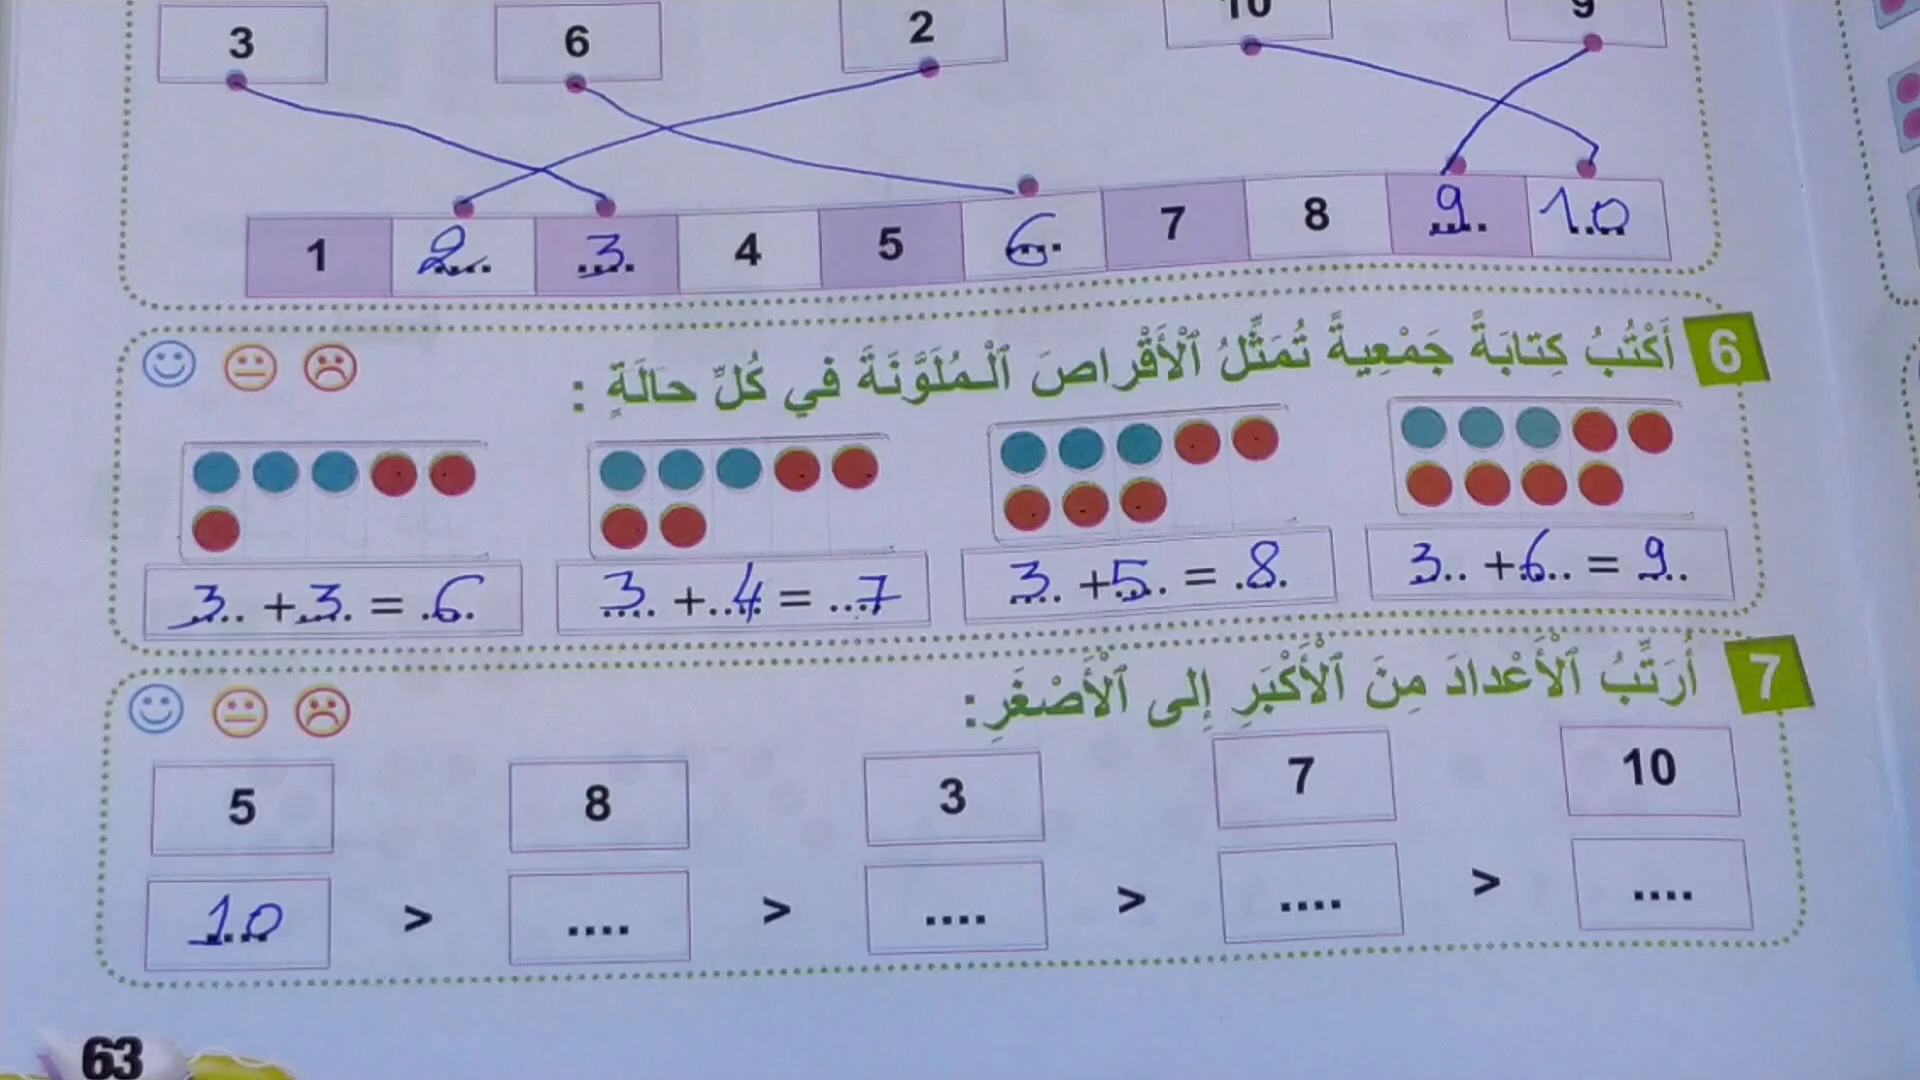 3 6 2 10 9
1 2 3 4 5 6 7 8 9 10
6 أَكْتُبُ كِتابَةً جَمْعِيةً تُمَثِّلُ ٱلْأَقْراصَ ٱلْمُلَوَّنَةَ في كُلِّ حالَةٍ :
3 + 3 = 6
3 + 4 = 7
3 + 5 = 8
3 + 6 = 9
7 أُرَتِّبُ ٱلْأَعْدادَ مِنَ ٱلْأَكْبَرِ إِلى ٱلْأَصْغَرِ:
5 8 3 7 10
10 > .... > .... > .... > ....
63